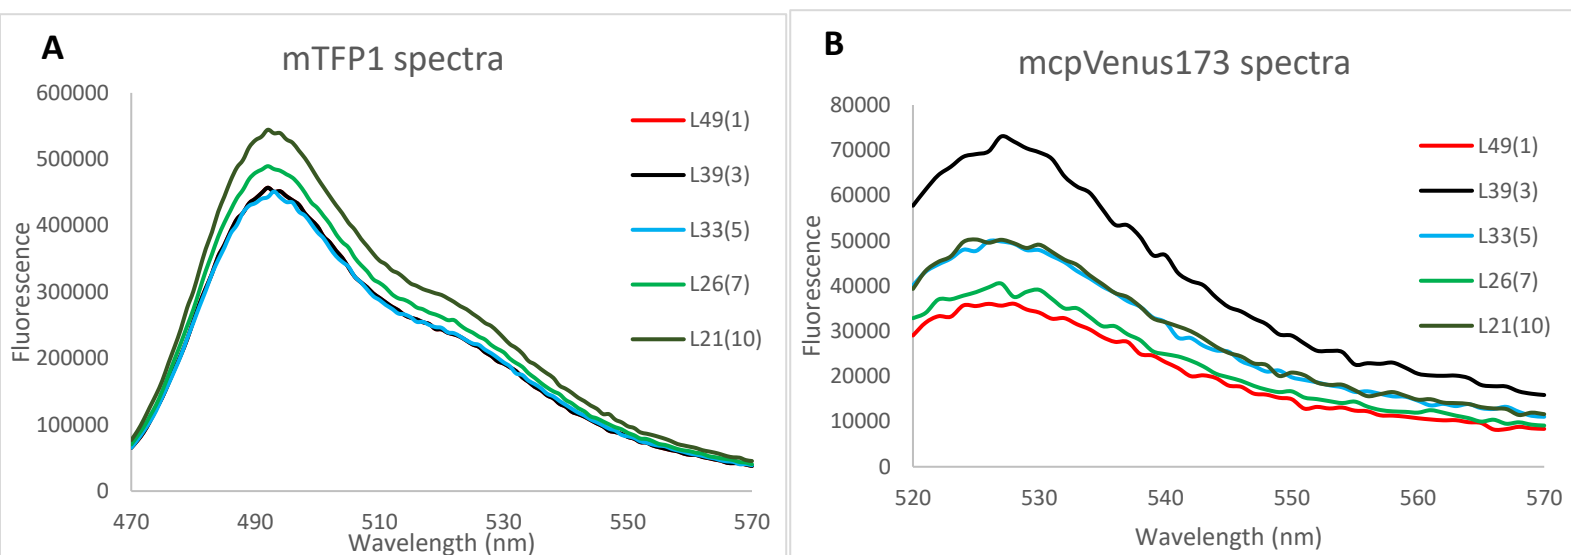 A
mTFP1 spectra
600000
500000
400000
300000
200000
100000
0
Fluorescence
470 490 510 530 550 570
Wavelength (nm)
L49(1)
L39(3)
L33(5)
L26(7)
L21(10)
B
mcpVenus173 spectra
80000
70000
60000
50000
40000
30000
20000
10000
0
Fluorescence
520 530 540 550 560 570
Wavelength (nm)
L49(1)
L39(3)
L33(5)
L26(7)
L21(10)